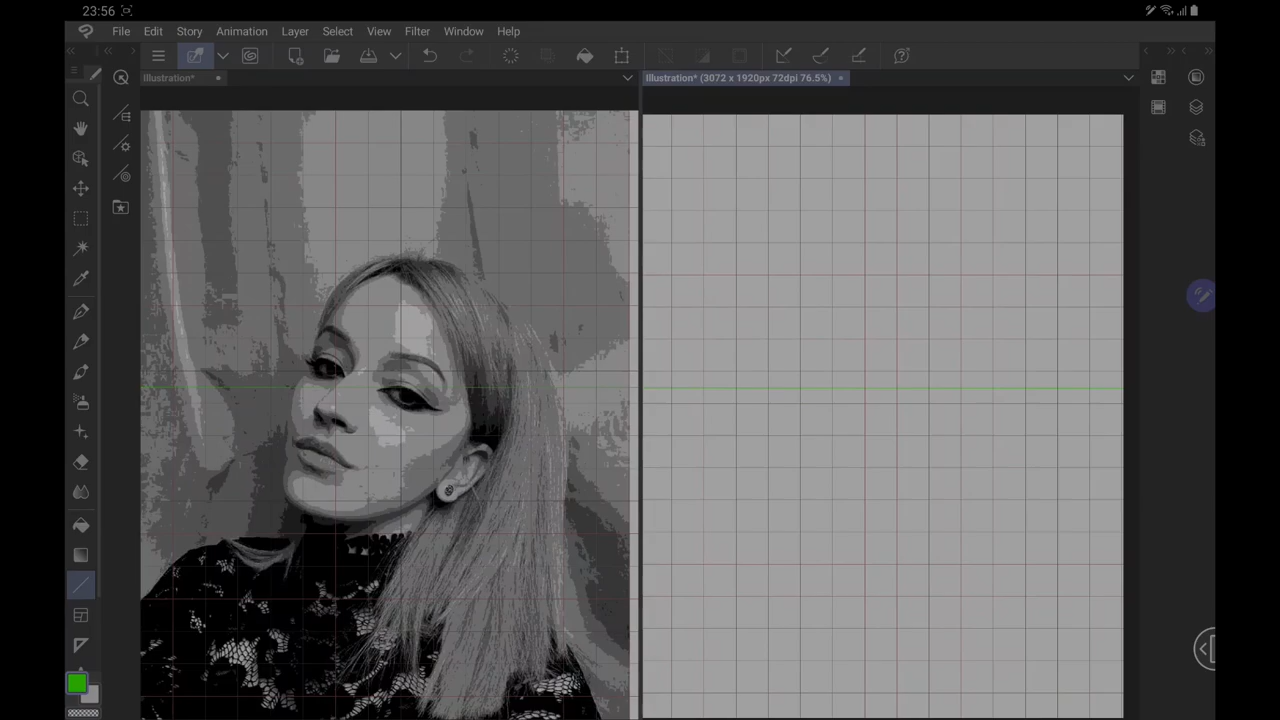 23:56
File Edit Story Animation Layer Select View Filter Window Help
Illustration*
Illustration* (3072 x 1920px 72dpi 76.5%)